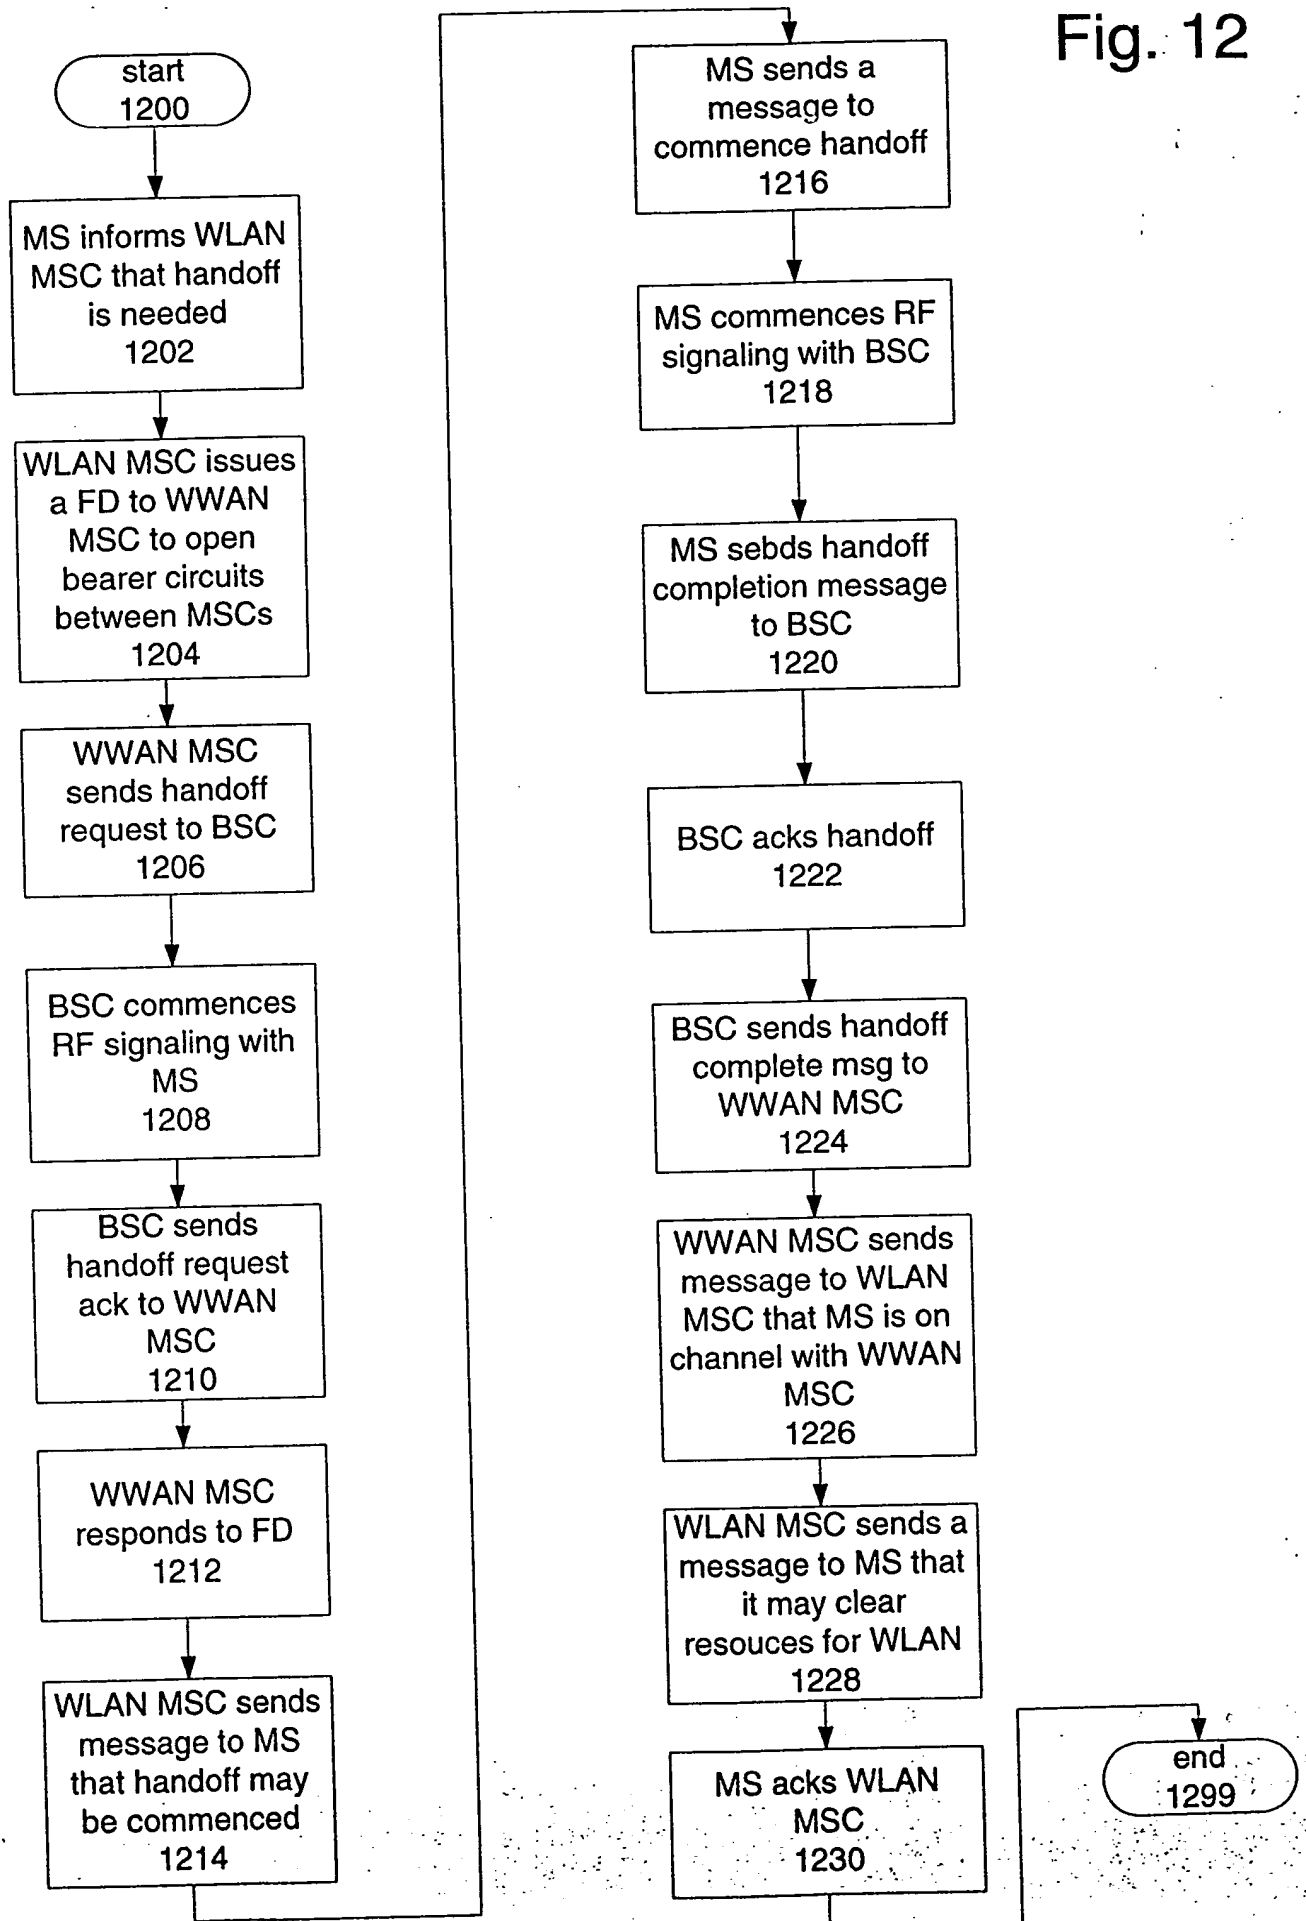 Fig. 12
start
1200
MS informs WLAN
MSC that handoff
is needed
1202
WLAN MSC issues
a FD to WWAN
MSC to open
bearer circuits
between MSCs
1204
WWAN MSC
sends handoff
request to BSC
1206
BSC commences
RF signaling with
MS
1208
BSC sends
handoff request
ack to WWAN
MSC
1210
WWAN MSC
responds to FD
1212
WLAN MSC sends
message to MS
that handoff may
be commenced
1214
MS sends a
message to
commence handoff
1216
MS commences RF
signaling with BSC
1218
MS sebds handoff
completion message
to BSC
1220
BSC acks handoff
1222
BSC sends handoff
complete msg to
WWAN MSC
1224
WWAN MSC sends
message to WLAN
MSC that MS is on
channel with WWAN
MSC
1226
WLAN MSC sends a
message to MS that
it may clear
resouces for WLAN
1228
MS acks WLAN
MSC
1230
end
1299